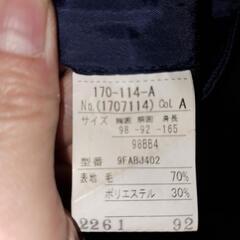 170-114-A
No.(1707114) Col A
サイズ 胸囲 胴囲 身長
98 -92 -165
98BB4
型番 9FABJ402
表地 毛 70%
ポリエステル 30%
2261 92